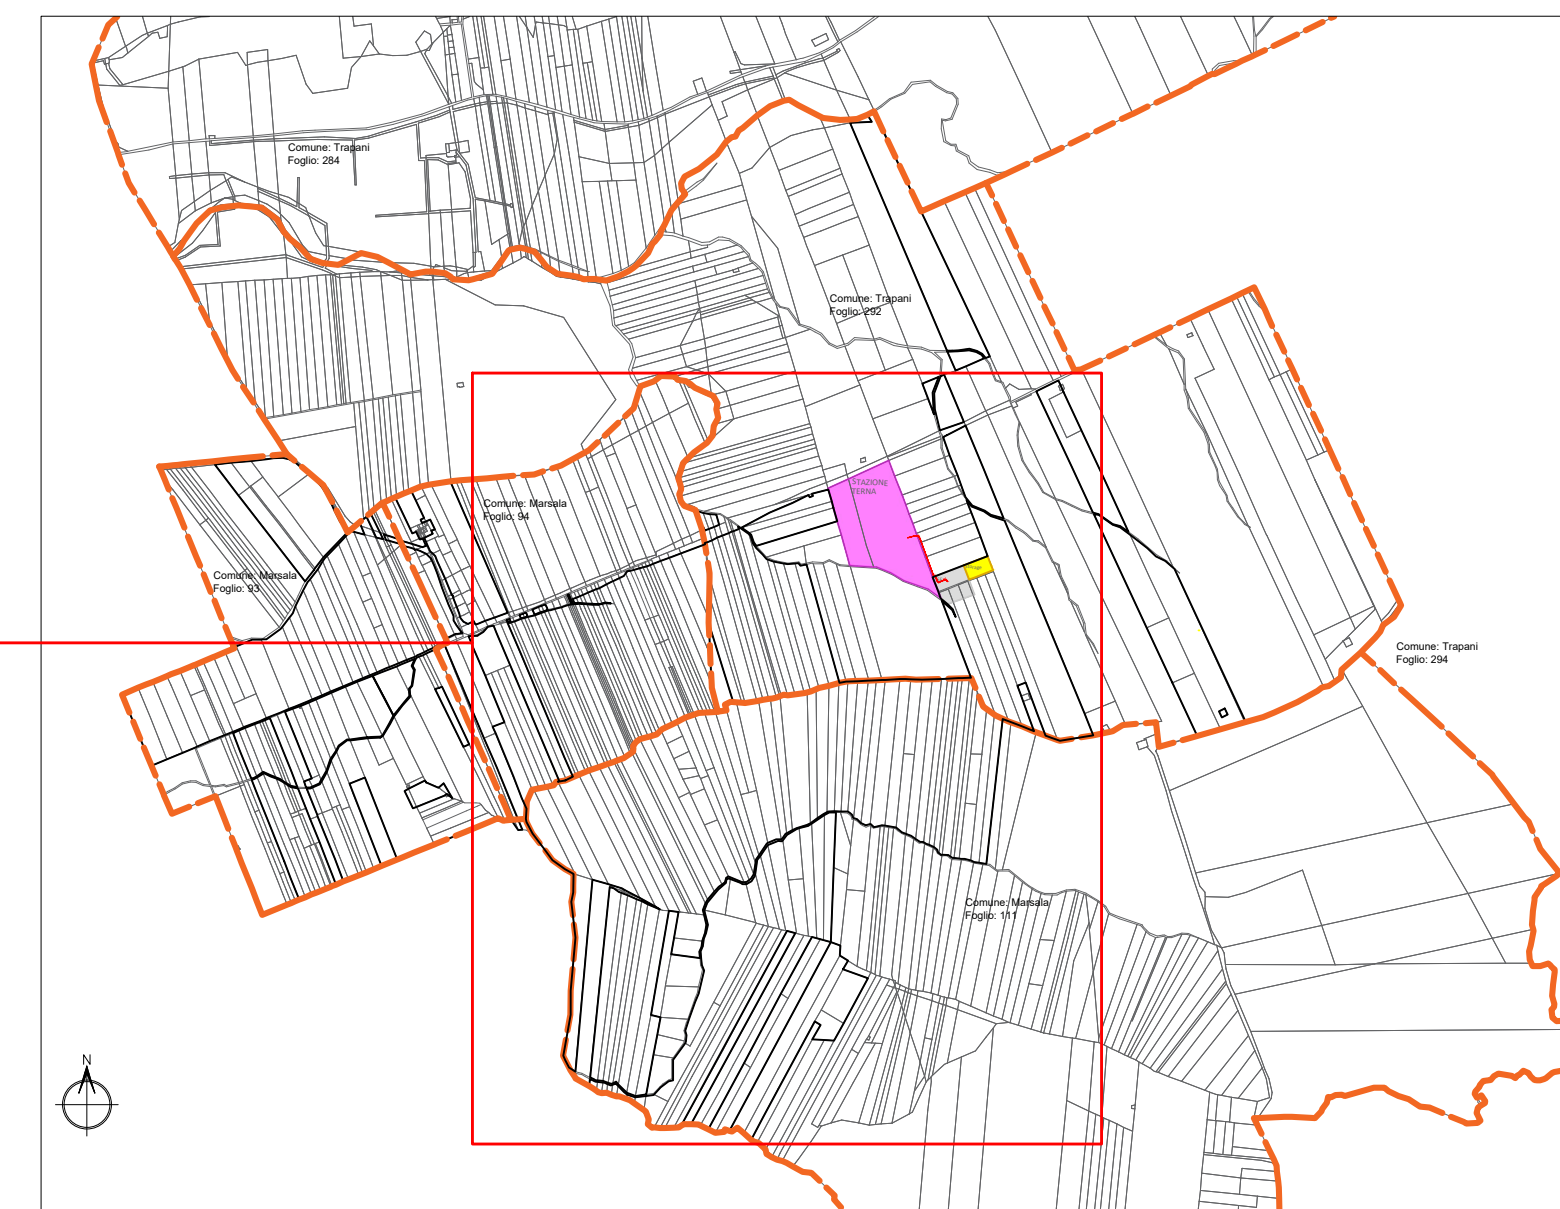 Comune: Trapani
Foglio: 284
Comune: Trapani
Foglio: 292
STAZIONE
TERNA
Comune: Marsala
Foglio: 94
Comune: Marsala
Foglio: 93
Comune: Trapani
Foglio: 294
Comune: Marsala
Foglio: 111
N